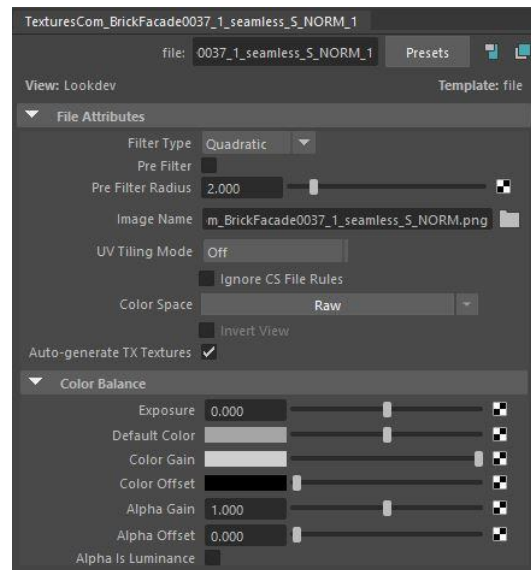 TexturesCom_BrickFacade0037_1_seamless_S_NORM_1
file: 0037_1_seamless_S_NORM_1 Presets
View: Lookdev Template: file
File Attributes
Filter Type Quadratic
Pre Filter
Pre Filter Radius 2.000
Image Name m_BrickFacade0037_1_seamless_S_NORM.png
UV Tiling Mode Off
Ignore CS File Rules
Color Space Raw
Invert View
Auto-generate TX Textures
Color Balance
Exposure 0.000
Default Color
Color Gain
Color Offset
Alpha Gain 1.000
Alpha Offset 0.000
Alpha Is Luminance